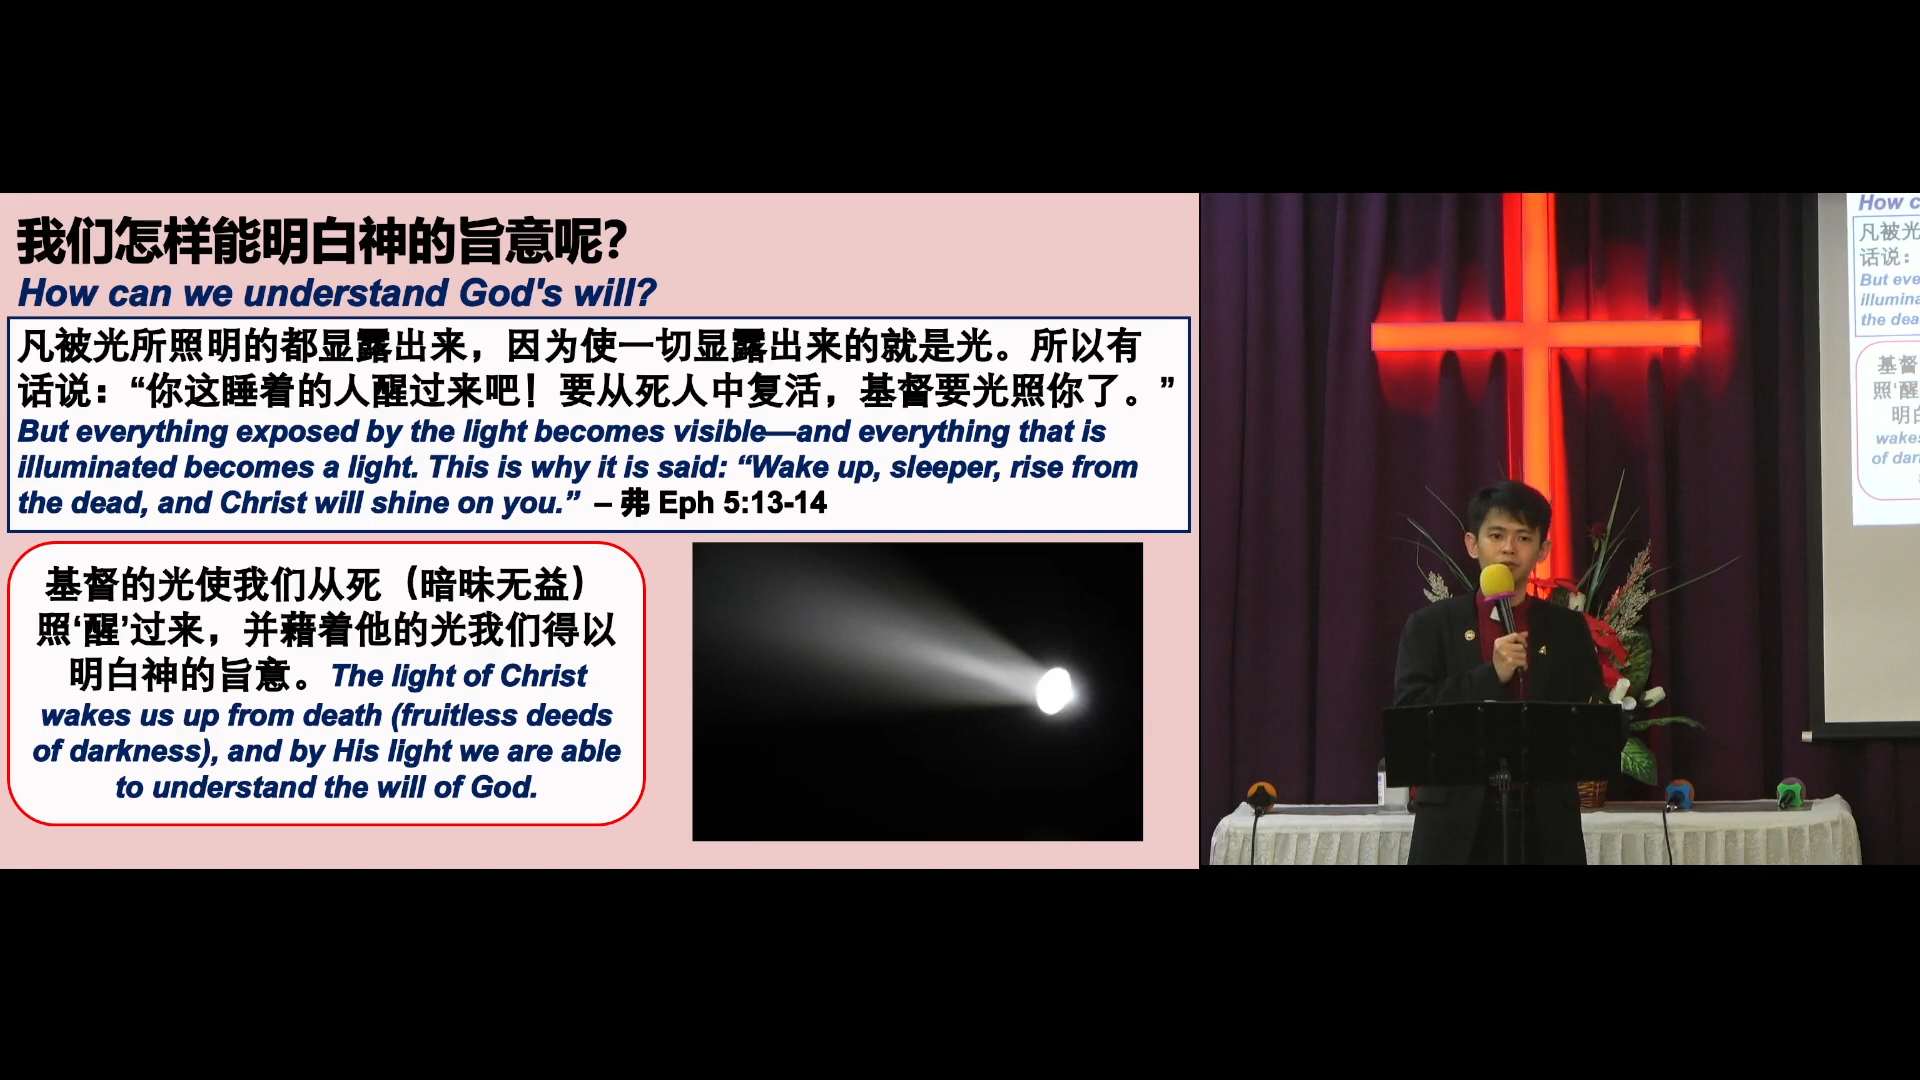 我们怎样能明白神的旨意呢？
How can we understand God's will?
凡被光所照明的都显露出来，因为使一切显露出来的就是光。所以有
话说：“你这睡着的人醒过来吧！要从死人中复活，基督要光照你了。”
But everything exposed by the light becomes visible—and everything that is
illuminated becomes a light. This is why it is said: “Wake up, sleeper, rise from
the dead, and Christ will shine on you.” – 弗 Eph 5:13-14
基督的光使我们从死（暗昧无益）
照‘醒’过来，并藉着他的光我们得以
明白神的旨意。The light of Christ
wakes us up from death (fruitless deeds
of darkness), and by His light we are able
to understand the will of God.
How c
凡被光
话说：
But eve
illumina
the dea
基督
照‘醒
明白
wakes
of dar